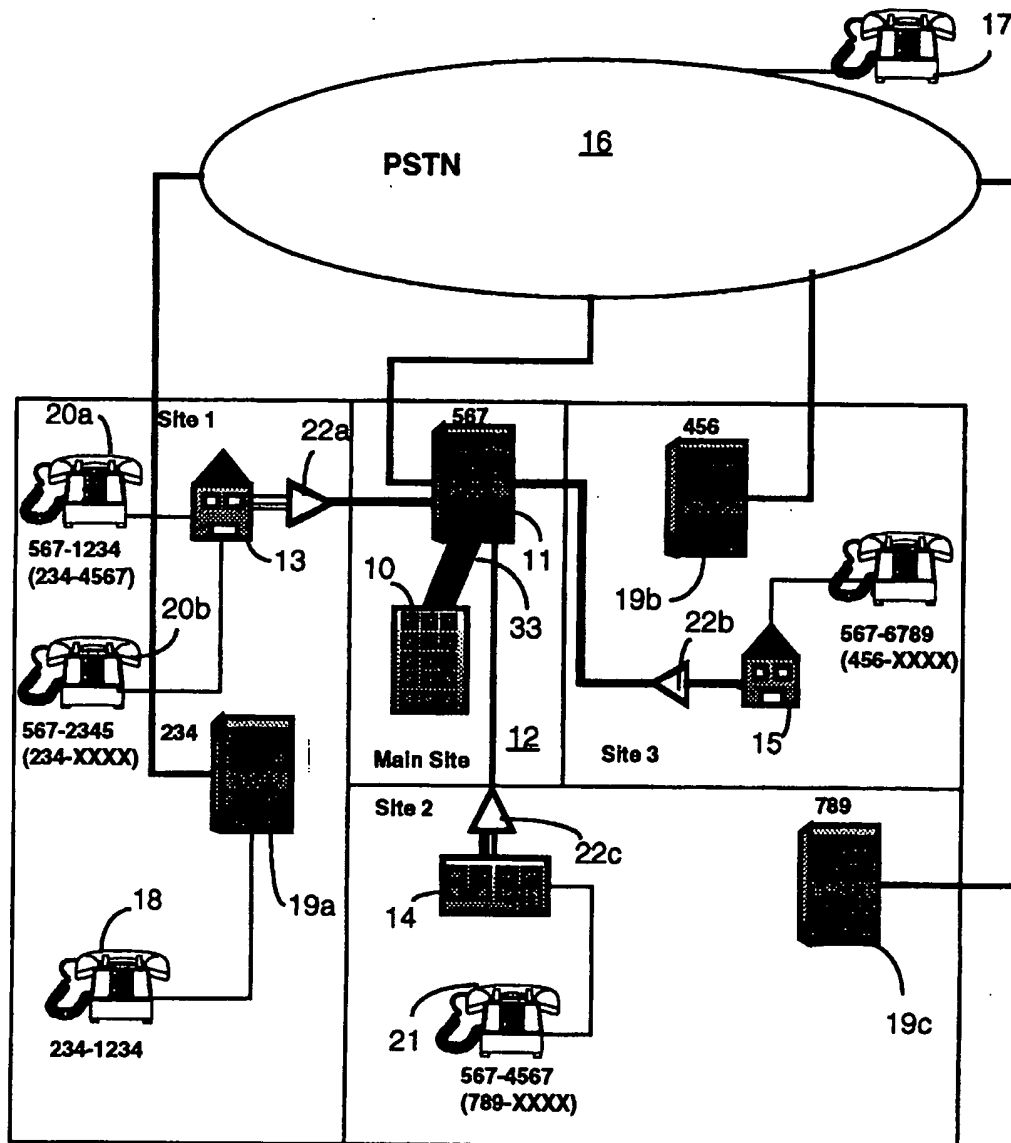 17
PSTN
16
20a
Site 1
22a
567
456
567-1234
(234-4567)
13
10
11
33
19b
20b
22b
567-6789
(456-XXXX)
567-2345
(234-XXXX)
234
12
Main Site
Site 3
15
Site 2
789
22c
18
19a
14
19c
234-1234
21
567-4567
(789-XXXX)